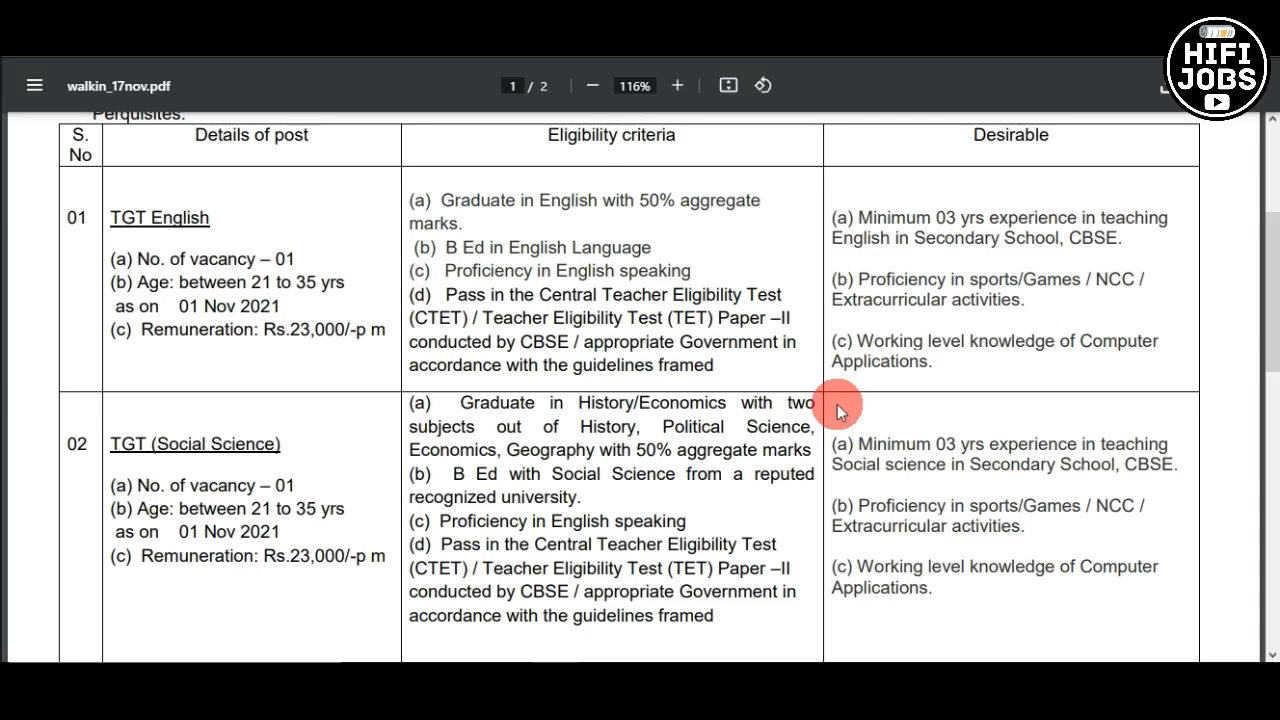 HIFI
JOBS
walkin_17nov.pdf
1 / 2
116%
Perquisites:
S. No
Details of post
Eligibility criteria
Desirable
01
TGT English
(a) No. of vacancy – 01
(b) Age: between 21 to 35 yrs
as on 01 Nov 2021
(c) Remuneration: Rs.23,000/-p m
(a) Graduate in English with 50% aggregate
marks.
(b) B Ed in English Language
(c) Proficiency in English speaking
(d) Pass in the Central Teacher Eligibility Test
(CTET) / Teacher Eligibility Test (TET) Paper –II
conducted by CBSE / appropriate Government in
accordance with the guidelines framed
(a) Minimum 03 yrs experience in teaching
English in Secondary School, CBSE.
(b) Proficiency in sports/Games / NCC /
Extracurricular activities.
(c) Working level knowledge of Computer
Applications.
02
TGT (Social Science)
(a) No. of vacancy – 01
(b) Age: between 21 to 35 yrs
as on 01 Nov 2021
(c) Remuneration: Rs.23,000/-p m
(a) Graduate in History/Economics with two
subjects out of History, Political Science,
Economics, Geography with 50% aggregate marks
(b) B Ed with Social Science from a reputed
recognized university.
(c) Proficiency in English speaking
(d) Pass in the Central Teacher Eligibility Test
(CTET) / Teacher Eligibility Test (TET) Paper –II
conducted by CBSE / appropriate Government in
accordance with the guidelines framed
(a) Minimum 03 yrs experience in teaching
Social science in Secondary School, CBSE.
(b) Proficiency in sports/Games / NCC /
Extracurricular activities.
(c) Working level knowledge of Computer
Applications.